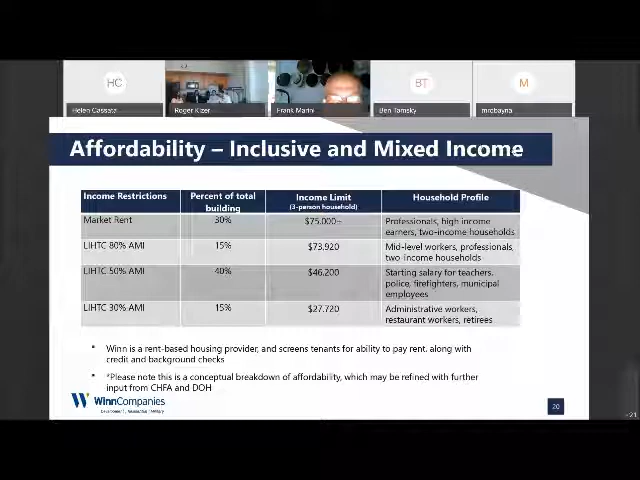 HC
BT
M
Helen Cassata
Roger Kizer
Frank Marini
Ben Tamsky
mrobayna
Affordability – Inclusive and Mixed Income
Income Restrictions
Percent of total
building
Income Limit
(3-person household)
Household Profile
Market Rent
30%
$75,000~
Professionals, high income
earners, two-income households
LIHTC 80% AMI
15%
$73,920
Mid-level workers, professionals,
two-income households
LIHTC 50% AMI
40%
$46,200
Starting salary for teachers,
police, firefighters, municipal
employees
LIHTC 30% AMI
15%
$27,720
Administrative workers,
restaurant workers, retirees
Winn is a rent-based housing provider, and screens tenants for ability to pay rent, along with
credit and background checks
*Please note this is a conceptual breakdown of affordability, which may be refined with further
input from CHFA and DOH
WinnCompanies
20